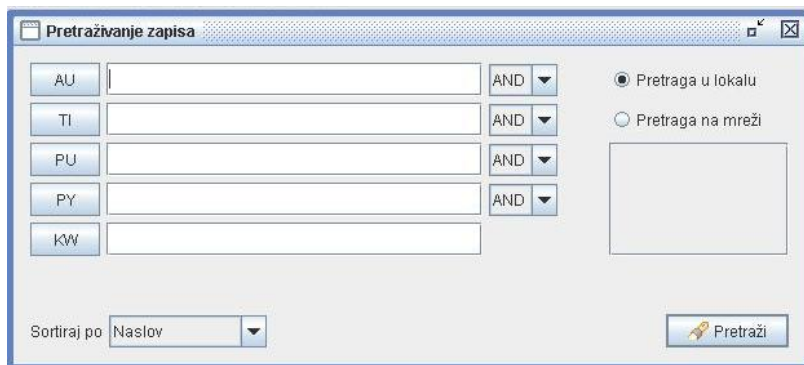 Pretraživanje zapisa
AU AND Pretraga u lokalu
TI AND Pretraga na mreži
PU AND
PY AND
KW
Sortiraj po Naslov Pretraži